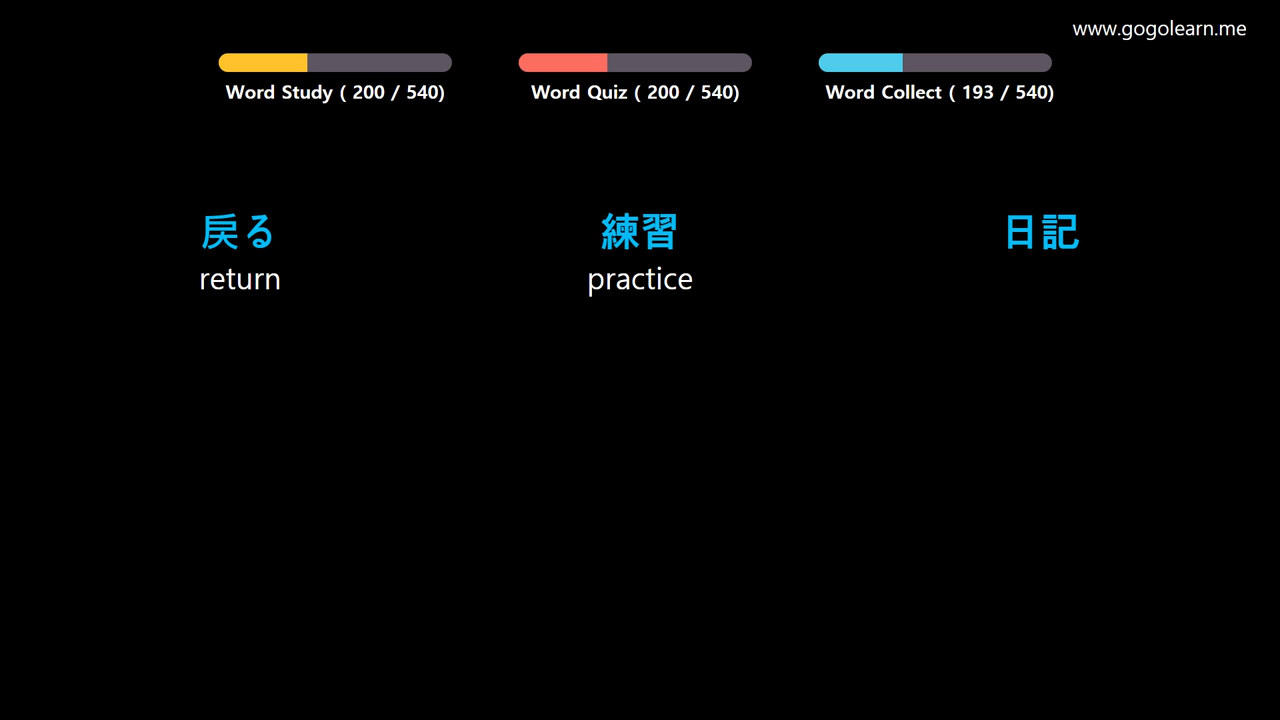 www.gogolearn.me
Word Study ( 200 / 540)
Word Quiz ( 200 / 540)
Word Collect ( 193 / 540)
戻る
return
練習
practice
日記